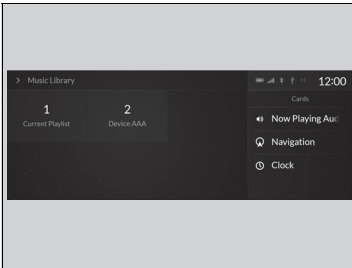 Music Library
12:00
1
Current Playlist
2
Device AAA
Cards
Now Playing Aud
Navigation
Clock